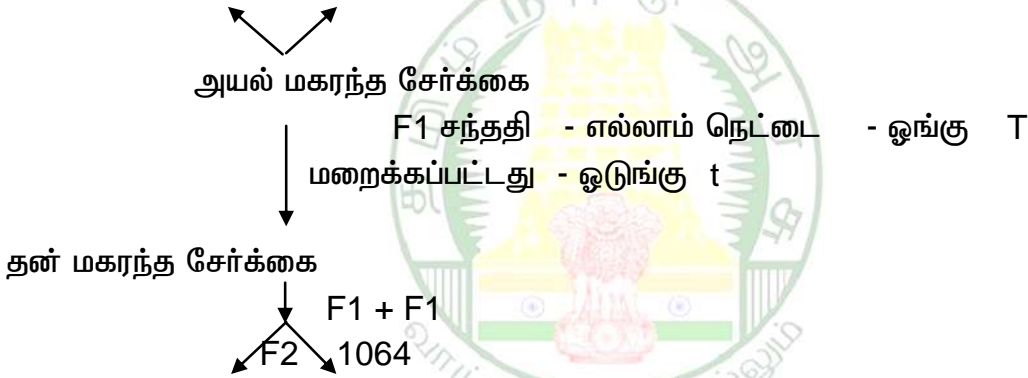 அயல் மகரந்த சேர்க்கை
F1 சந்ததி - எல்லாம் நெட்டை - ஓங்கு T
மறைக்கப்பட்டது - ஒடுங்கு t
தன் மகரந்த சேர்க்கை
F1 + F1
F2 1064